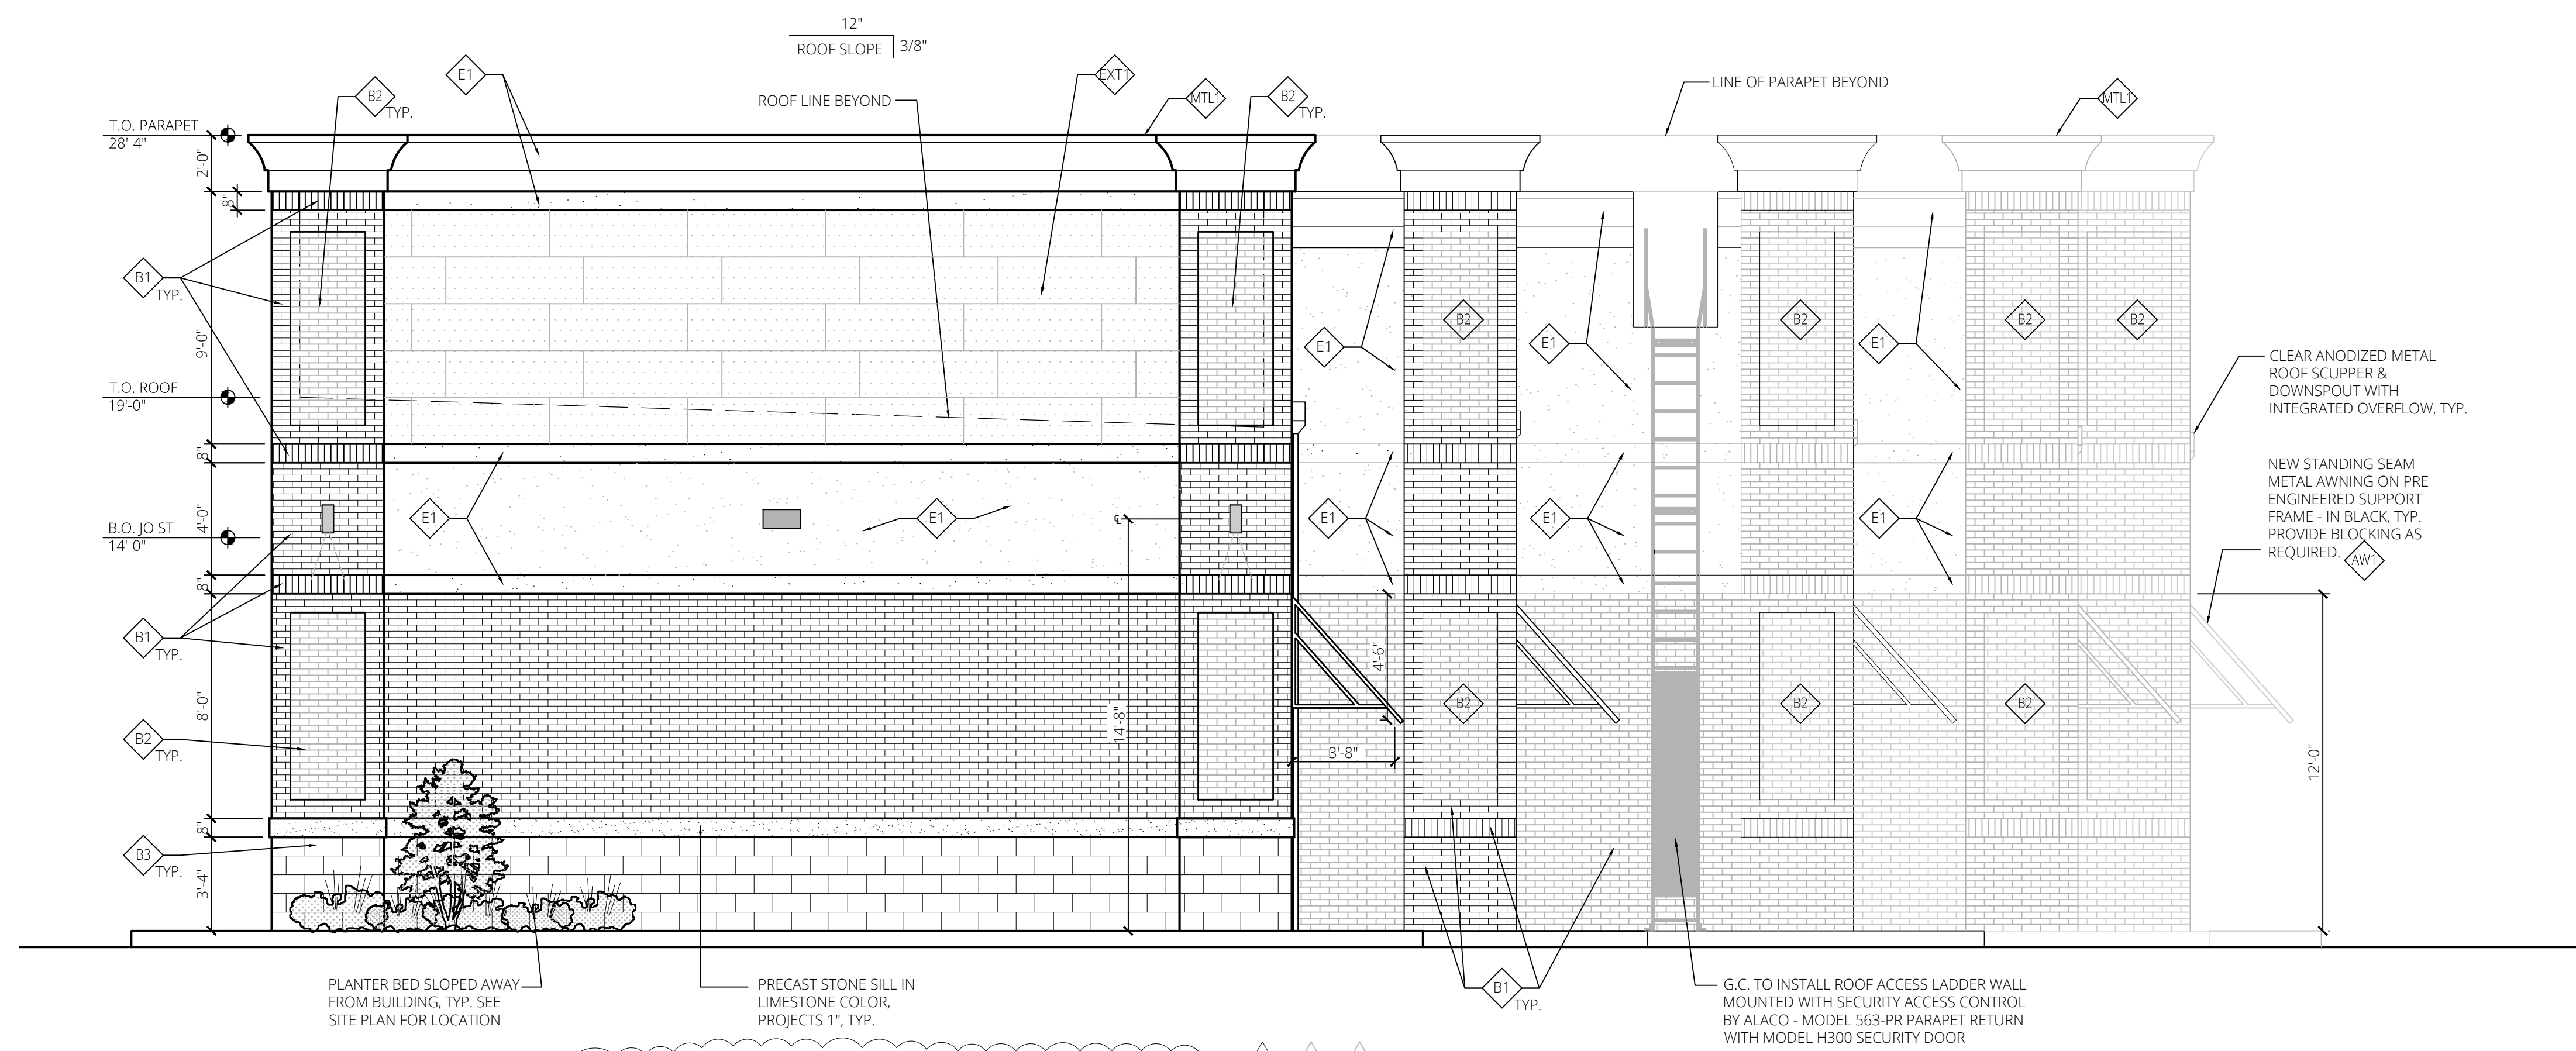 12"
ROOF SLOPE
3/8"
E1
B2
TYP.
ROOF LINE BEYOND
EXT1
MTL1
B2
TYP.
LINE OF PARAPET BEYOND
MTL1
T.O. PARAPET
28'-4"
2'-0"
8"
B1
TYP.
9'-0"
T.O. ROOF
19'-0"
8"
4'-0"
B.O. JOIST
14'-0"
8"
B1
TYP.
8'-0"
B2
TYP.
8"
B3
TYP.
3'-4"
E1
E1
℄
14'-8"
E1
B2
E1
B2
E1
B2
B2
E1
E1
E1
4'-6"
3'-8"
B2
B2
B2
12'-0"
CLEAR ANODIZED METAL
ROOF SCUPPER &
DOWNSPOUT WITH
INTEGRATED OVERFLOW, TYP.
NEW STANDING SEAM
METAL AWNING ON PRE
ENGINEERED SUPPORT
FRAME - IN BLACK, TYP.
PROVIDE BLOCKING AS
REQUIRED.
AW1
PLANTER BED SLOPED AWAY
FROM BUILDING, TYP. SEE
SITE PLAN FOR LOCATION
PRECAST STONE SILL IN
LIMESTONE COLOR,
PROJECTS 1", TYP.
B1
TYP.
G.C. TO INSTALL ROOF ACCESS LADDER WALL
MOUNTED WITH SECURITY ACCESS CONTROL
BY ALACO - MODEL 563-PR PARAPET RETURN
WITH MODEL H300 SECURITY DOOR